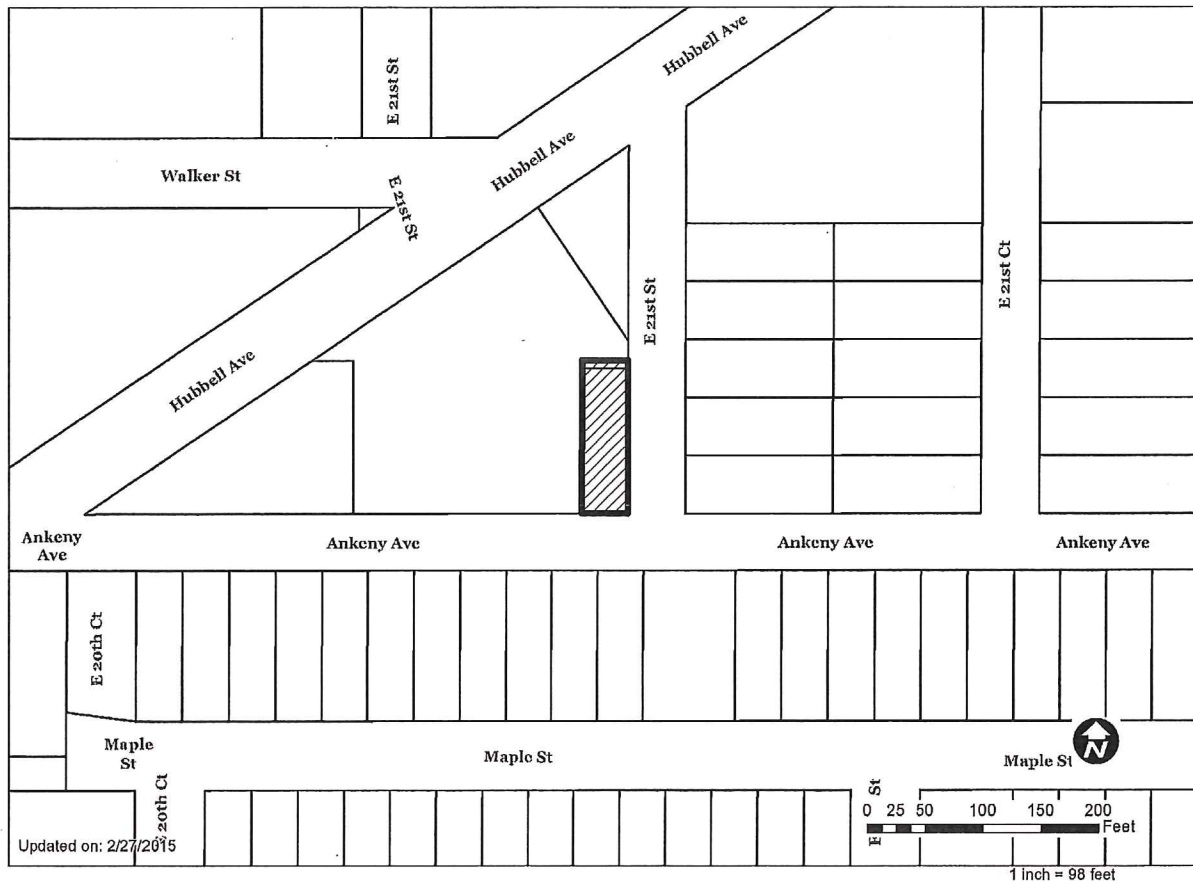 Hubbell Ave
E 21st St
Walker St
Hubbell Ave
E 21st St
E 21st St
E 21st Ct
Hubbell Ave
Ankeny
Ave
Ankeny Ave
Ankeny Ave
Ankeny Ave
E 20th Ct
Maple
St
Maple St
Maple St
N
E 20th Ct
E St
0 25 50 100 150 200
Feet
Updated on: 2/27/2015
1 inch = 98 feet